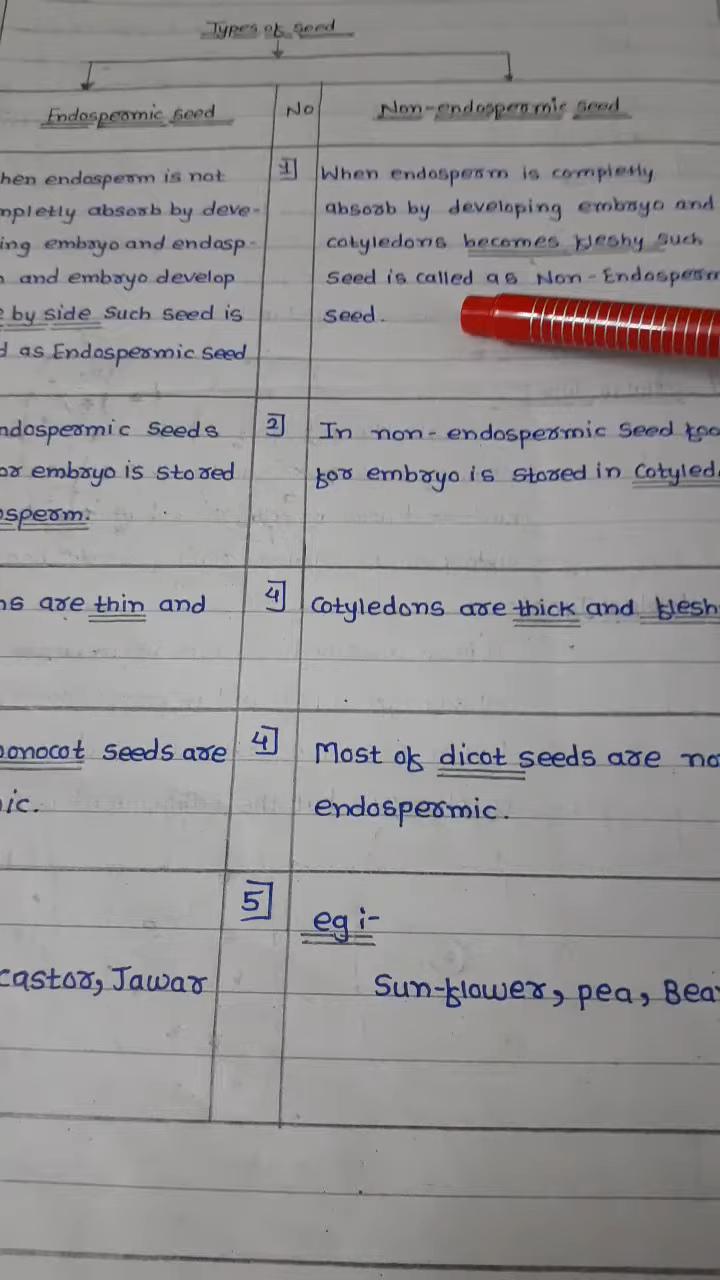 Types of seed
Endospermic seed
No
Non-endospermic seed
hen endosperm is not
mpletly absorb by deve-
ing embryo and endosp-
and embryo develop
by side such seed is
d as Endospermic seed
1]
When endosperm is completly
absorb by developing embryo and
cotyledons becomes fleshy such
seed is called as Non-Endosperm
seed.
ndospermic seeds
or embryo is stored
osperm.
2]
In non-endospermic seed foo
for embryo is stored in cotyled
ns are thin and
4]
Cotyledons are thick and flesh
onocot seeds are
ic.
4]
Most of dicot seeds are no
endospermic.
castor, Jawar
5]
eg:-
Sun-flower, pea, Bea